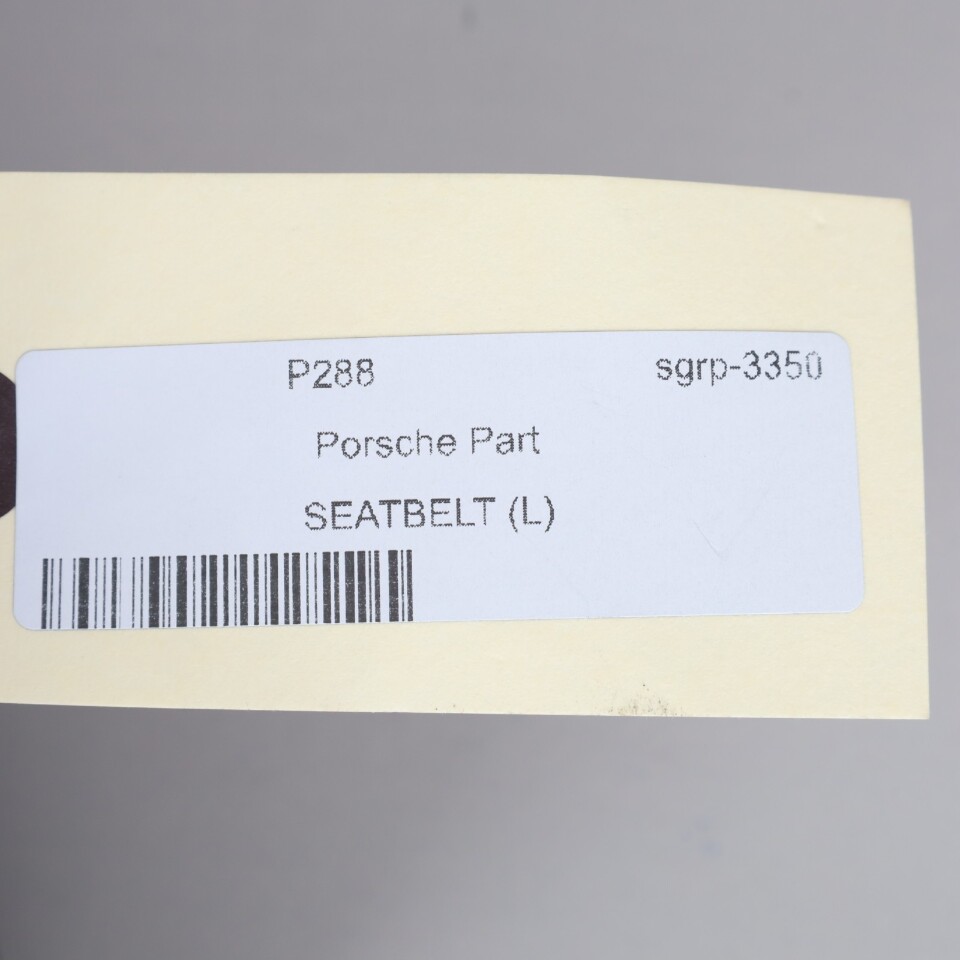 P288 sgrp-3350
Porsche Part
SEATBELT (L)